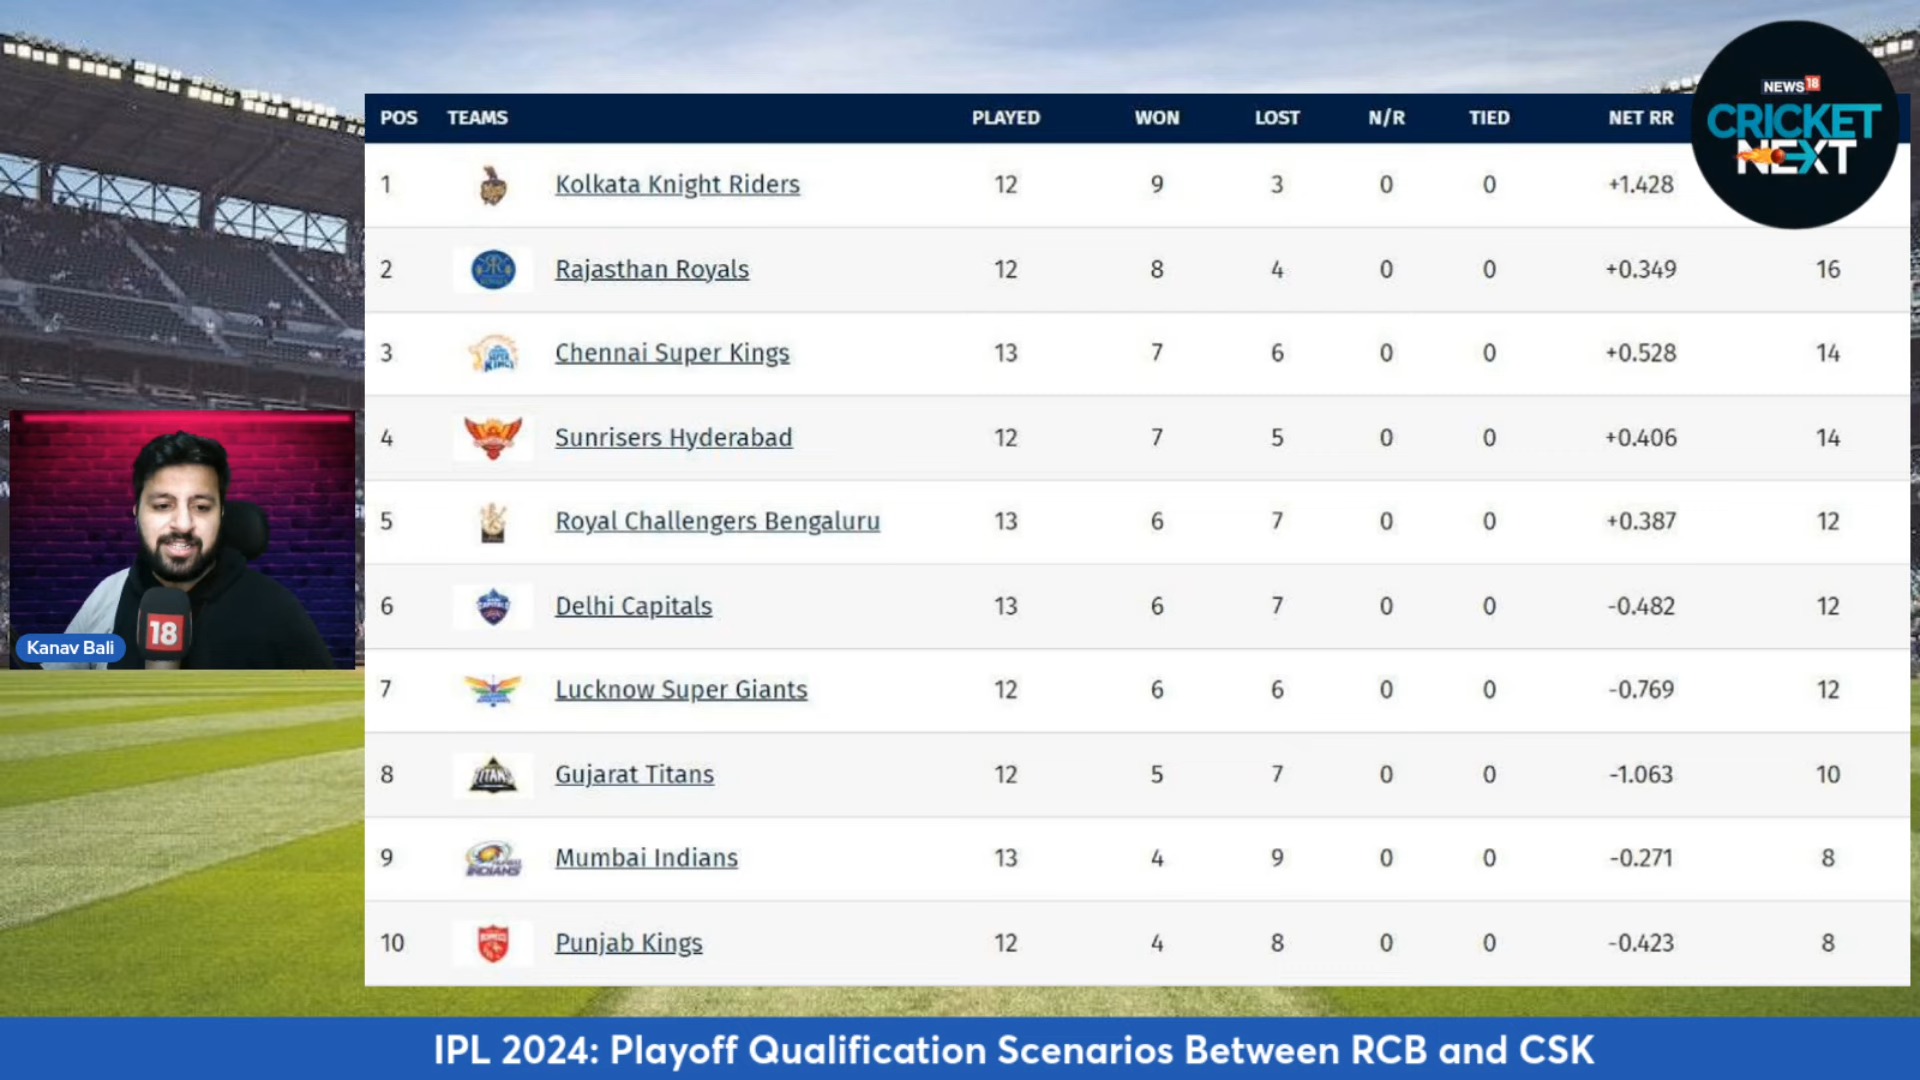 NEWS 18
CRICKET
NEXT
POS TEAMS PLAYED WON LOST N/R TIED NET RR
1 Kolkata Knight Riders 12 9 3 0 0 +1.428
2 Rajasthan Royals 12 8 4 0 0 +0.349 16
3 Chennai Super Kings 13 7 6 0 0 +0.528 14
4 Sunrisers Hyderabad 12 7 5 0 0 +0.406 14
5 Royal Challengers Bengaluru 13 6 7 0 0 +0.387 12
6 Delhi Capitals 13 6 7 0 0 -0.482 12
7 Lucknow Super Giants 12 6 6 0 0 -0.769 12
8 TITANS Gujarat Titans 12 5 7 0 0 -1.063 10
9 INDIANS Mumbai Indians 13 4 9 0 0 -0.271 8
10 Punjab Kings 12 4 8 0 0 -0.423 8
18
Kanav Bali
IPL 2024: Playoff Qualification Scenarios Between RCB and CSK